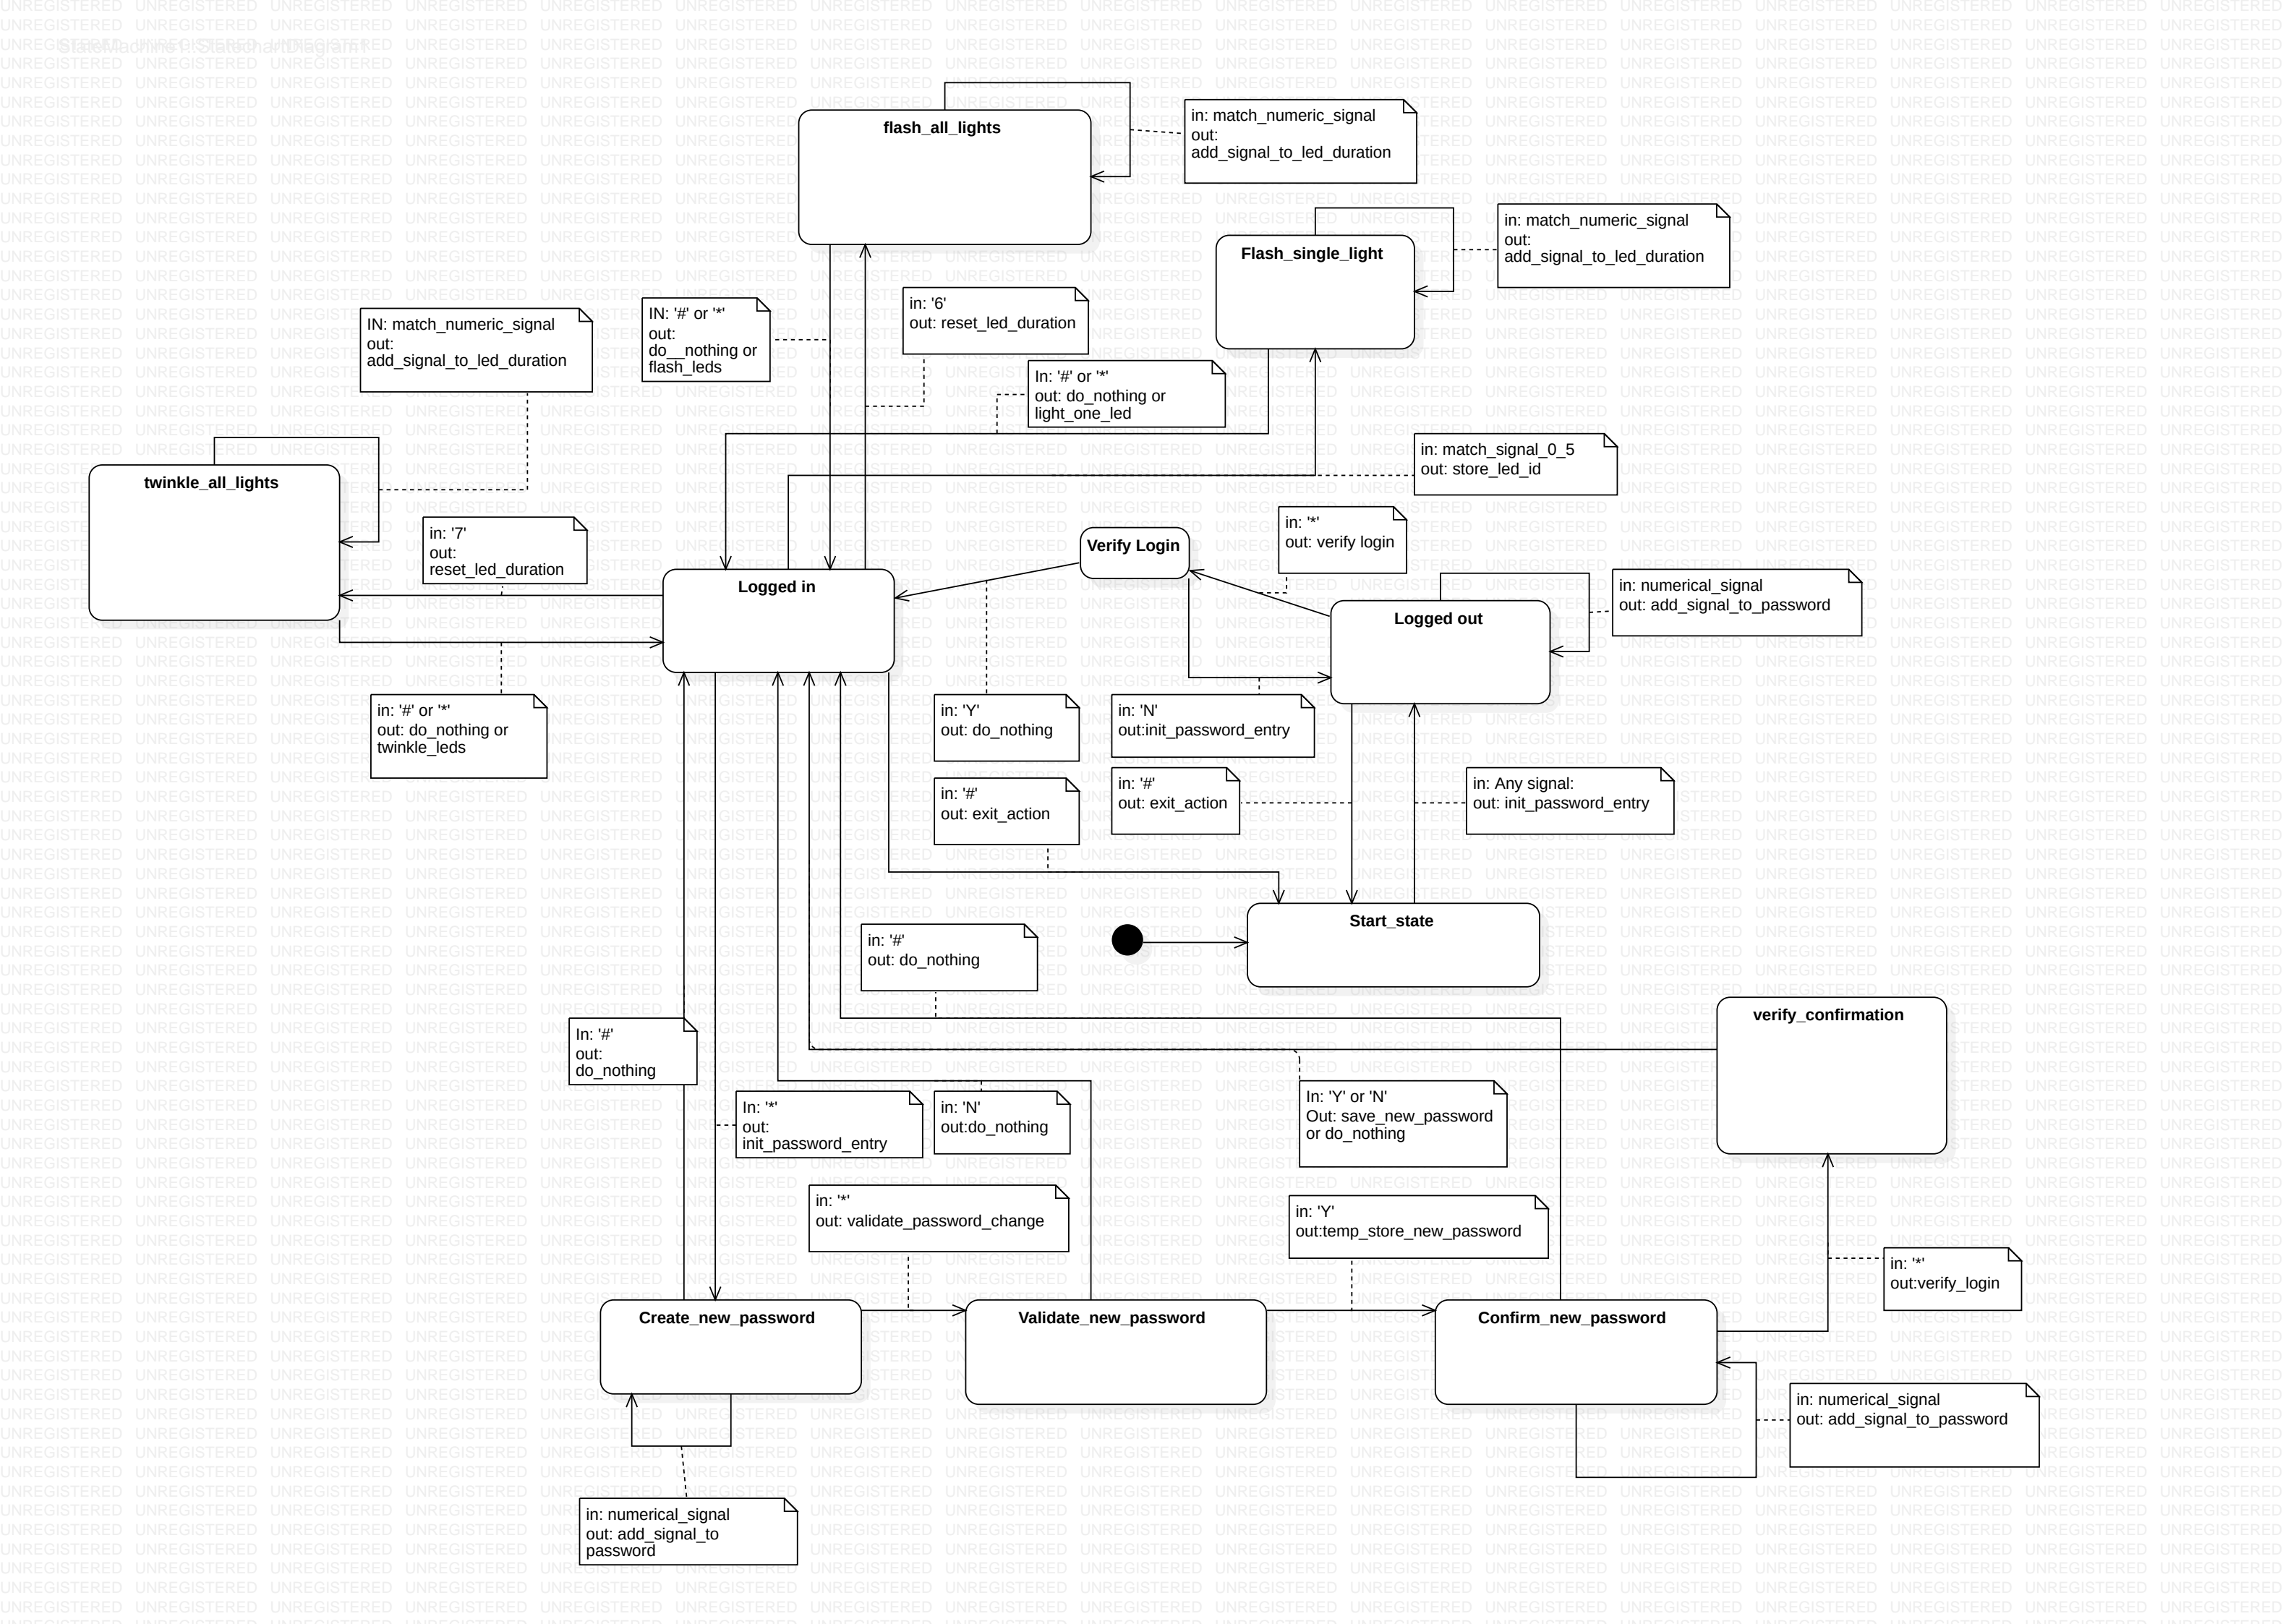 StateMachine1::StatechartDiagram1
flash_all_lights
in: match_numeric_signal
out:
add_signal_to_led_duration
Flash_single_light
in: match_numeric_signal
out:
add_signal_to_led_duration
IN: match_numeric_signal
out:
add_signal_to_led_duration
IN: '#' or '*'
out:
do__nothing or
flash_leds
in: '6'
out: reset_led_duration
In: '#' or '*'
out: do_nothing or
light_one_led
in: match_signal_0_5
out: store_led_id
twinkle_all_lights
in: '7'
out:
reset_led_duration
Verify Login
in: '*'
out: verify login
Logged in
Logged out
in: numerical_signal
out: add_signal_to_password
in: '#' or '*'
out: do_nothing or
twinkle_leds
in: 'Y'
out: do_nothing
in: 'N'
out:init_password_entry
in: '#'
out: exit_action
in: '#'
out: exit_action
in: Any signal:
out: init_password_entry
Start_state
in: '#'
out: do_nothing
verify_confirmation
In: '#'
out:
do_nothing
In: '*'
out:
init_password_entry
in: 'N'
out:do_nothing
In: 'Y' or 'N'
Out: save_new_password
or do_nothing
in: '*'
out: validate_password_change
in: 'Y'
out:temp_store_new_password
in: '*'
out:verify_login
Create_new_password
Validate_new_password
Confirm_new_password
in: numerical_signal
out: add_signal_to_password
in: numerical_signal
out: add_signal_to
password
UNREGISTERED